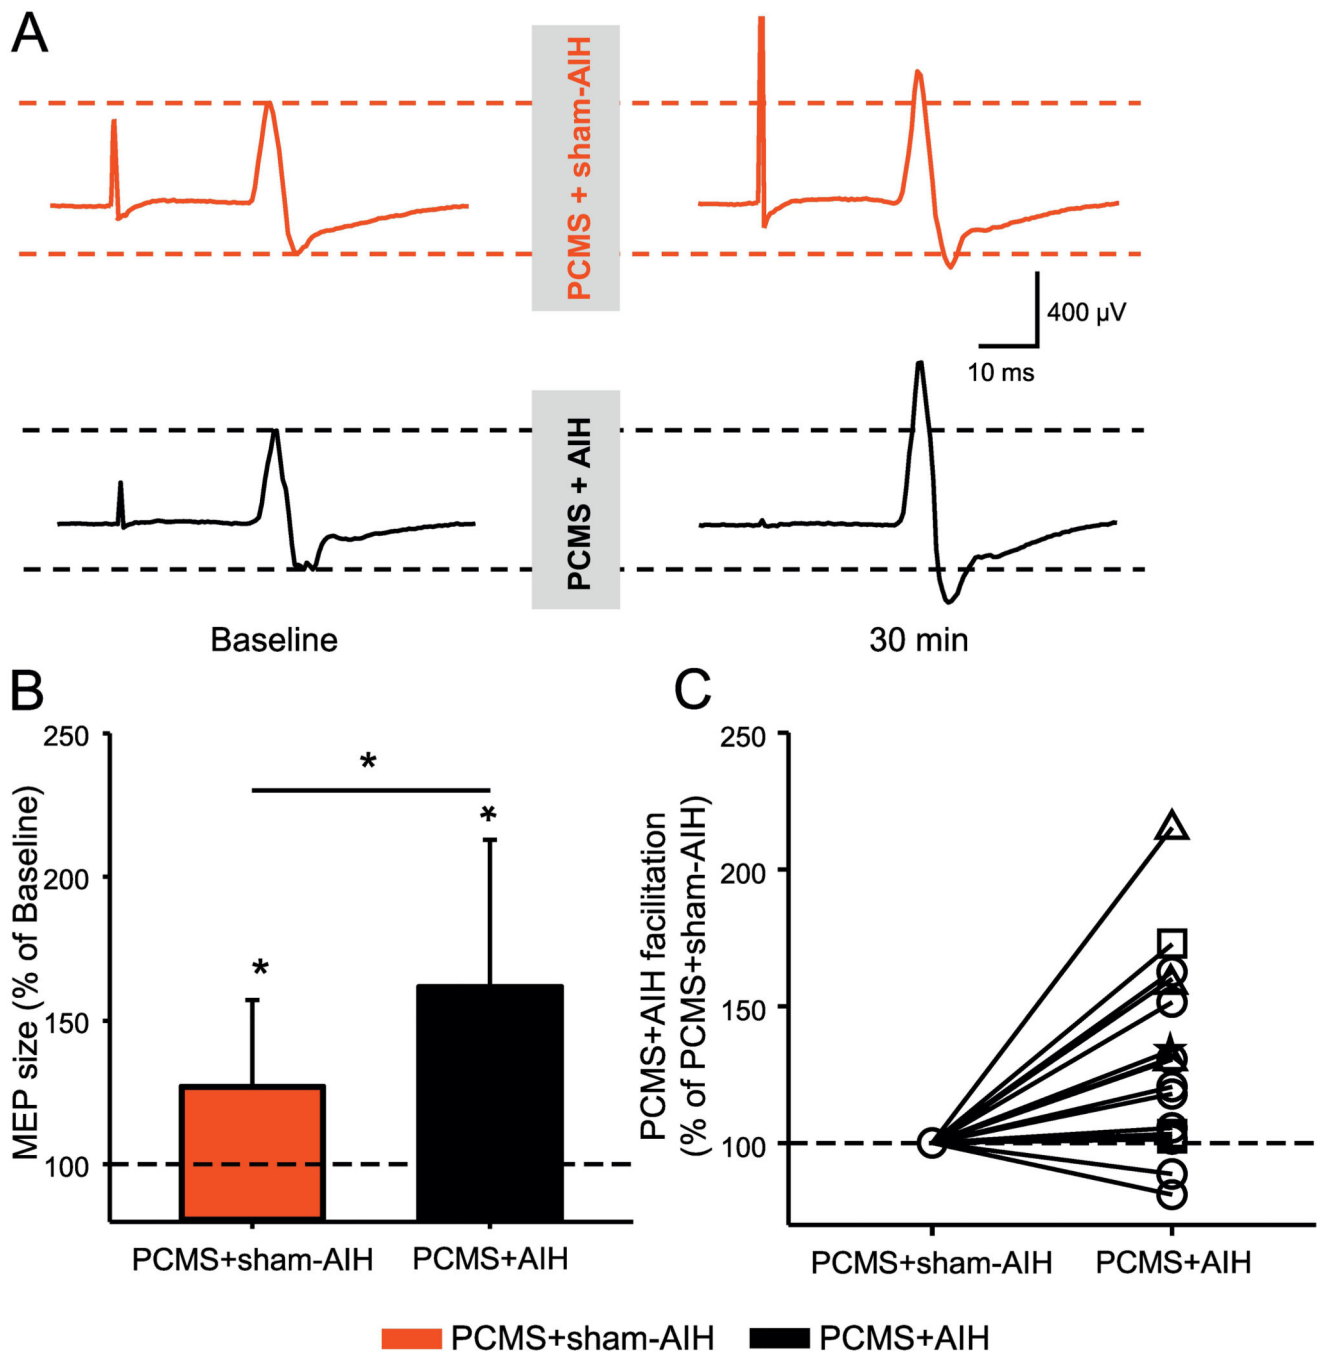 A
PCMS + sham-AIH
400 µV
10 ms
PCMS + AIH
Baseline
30 min
B
MEP size (% of Baseline)
250
200
150
100
*
*
*
PCMS+sham-AIH
PCMS+AIH
C
PCMS+AIH facilitation
(% of PCMS+sham-AIH)
250
200
150
100
PCMS+sham-AIH
PCMS+AIH
PCMS+sham-AIH
PCMS+AIH